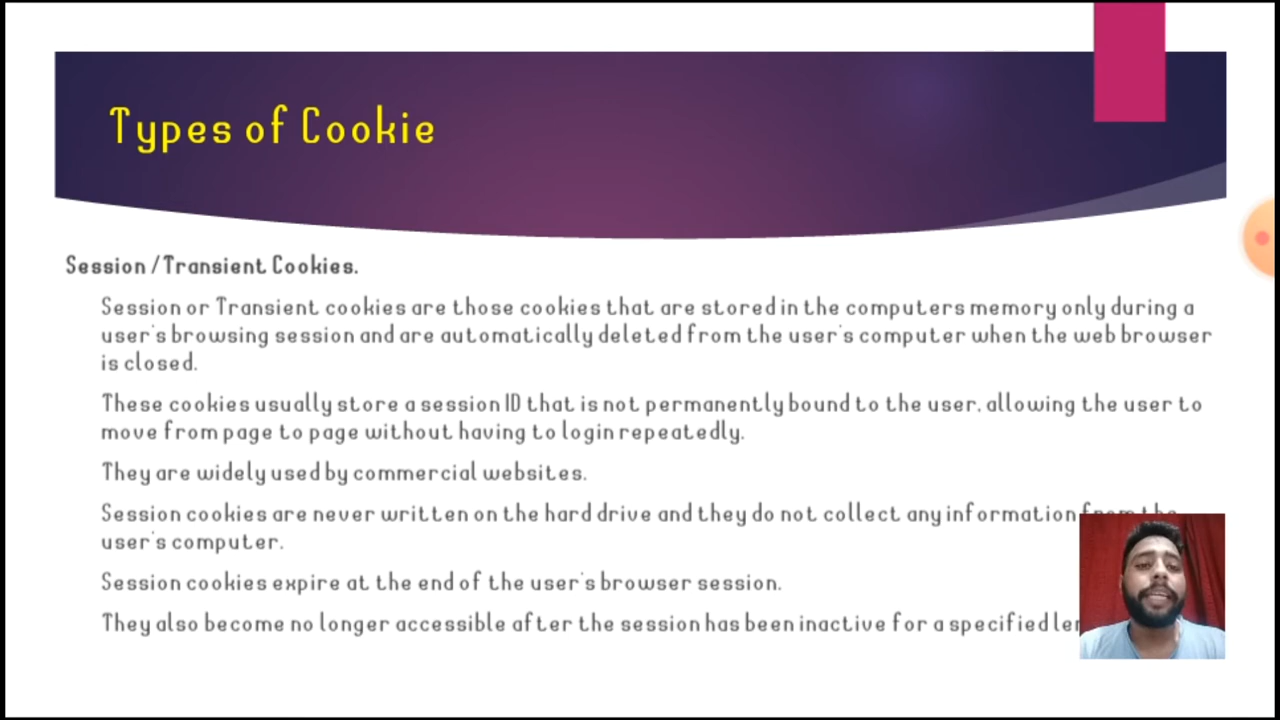 Types of Cookie
Session /Transient Cookies.
Session or Transient cookies are those cookies that are stored in the computers memory only during a
user's browsing session and are automatically deleted from the user's computer when the web browser
is closed.
These cookies usually store a session ID that is not permanently bound to the user, allowing the user to
move from page to page without having to login repeatedly.
They are widely used by commercial websites.
Session cookies are never written on the hard drive and they do not collect any information from the
user's computer.
Session cookies expire at the end of the user's browser session.
They also become no longer accessible after the session has been inactive for a specified